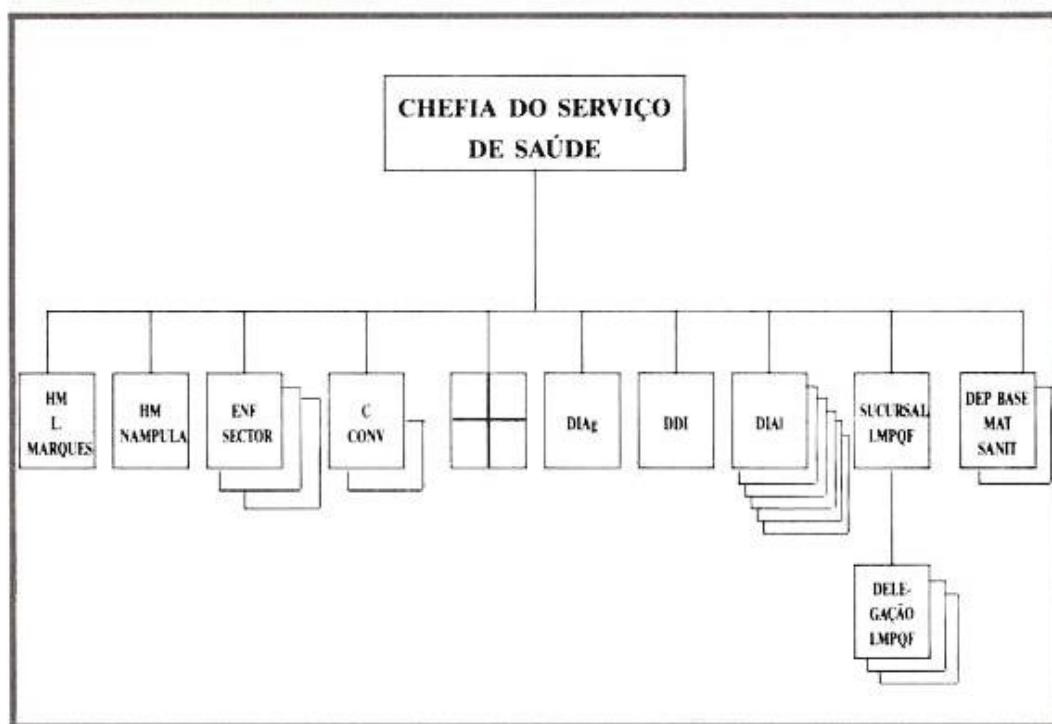 CHEFIA DO SERVIÇO
DE SAÚDE
HM
L.
MARQUES
HM
NAMPULA
ENF
SECTOR
C
CONV
DIAg
DDI
DIAl
SUCURSAL
LMPQF
DEP BASE
MAT
SANIT
DELE-
GAÇÃO
LMPQF